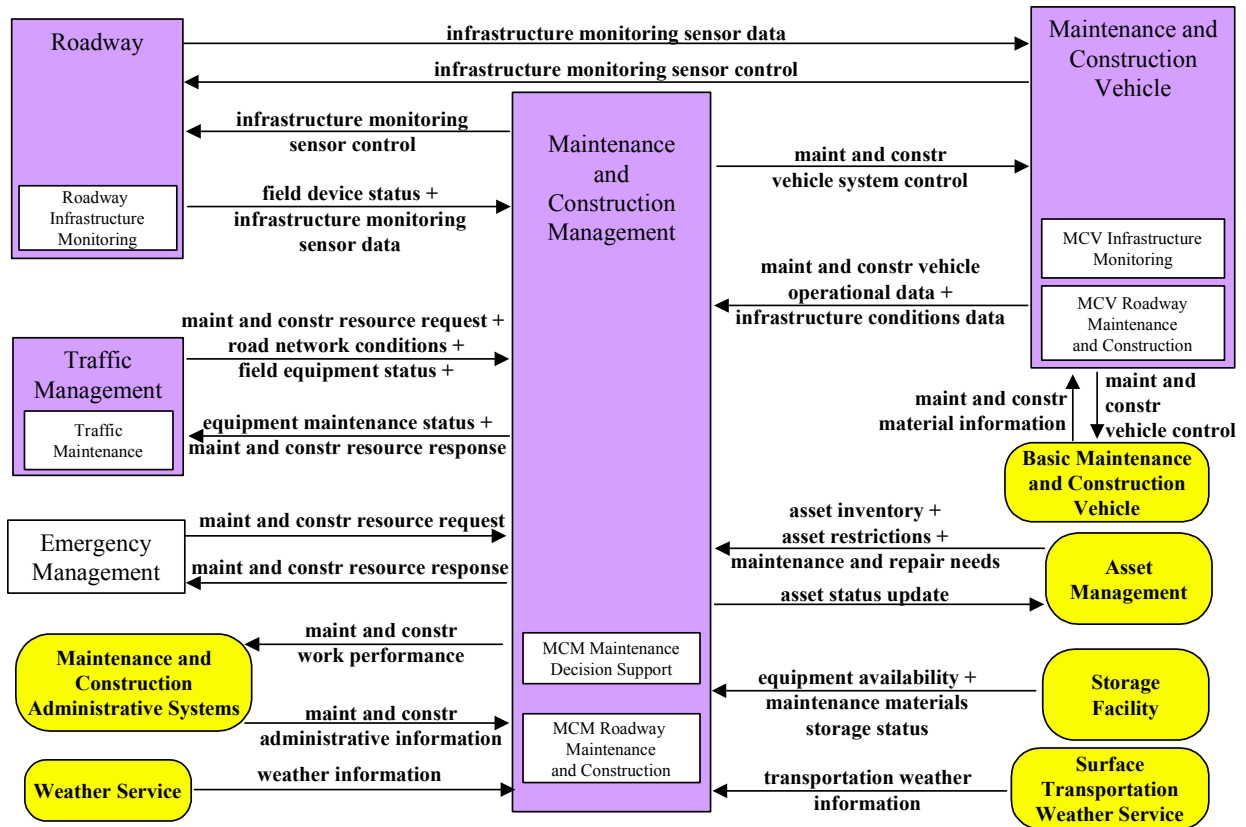 Roadway
infrastructure monitoring sensor data
Maintenance and
Construction
Vehicle
infrastructure monitoring sensor control
infrastructure monitoring
sensor control
Maintenance
and
Construction
Management
maint and constr
vehicle system control
Roadway
Infrastructure
Monitoring
field device status +
infrastructure monitoring
sensor data
MCV Infrastructure
Monitoring
maint and constr vehicle
operational data +
infrastructure conditions data
MCV Roadway
Maintenance
and Construction
maint and constr resource request +
road network conditions +
field equipment status +
Traffic
Management
Traffic
Maintenance
equipment maintenance status +
maint and constr resource response
maint and constr
material information
maint and
constr
vehicle control
Basic Maintenance
and Construction
Vehicle
maint and constr resource request
Emergency
Management
maint and constr resource response
asset inventory +
asset restrictions +
maintenance and repair needs
Asset
Management
asset status update
maint and constr
work performance
MCM Maintenance
Decision Support
Maintenance and
Construction
Administrative Systems
maint and constr
administrative information
equipment availability +
maintenance materials
storage status
Storage
Facility
MCM Roadway
Maintenance
and Construction
weather information
Weather Service
transportation weather
information
Surface
Transportation
Weather Service